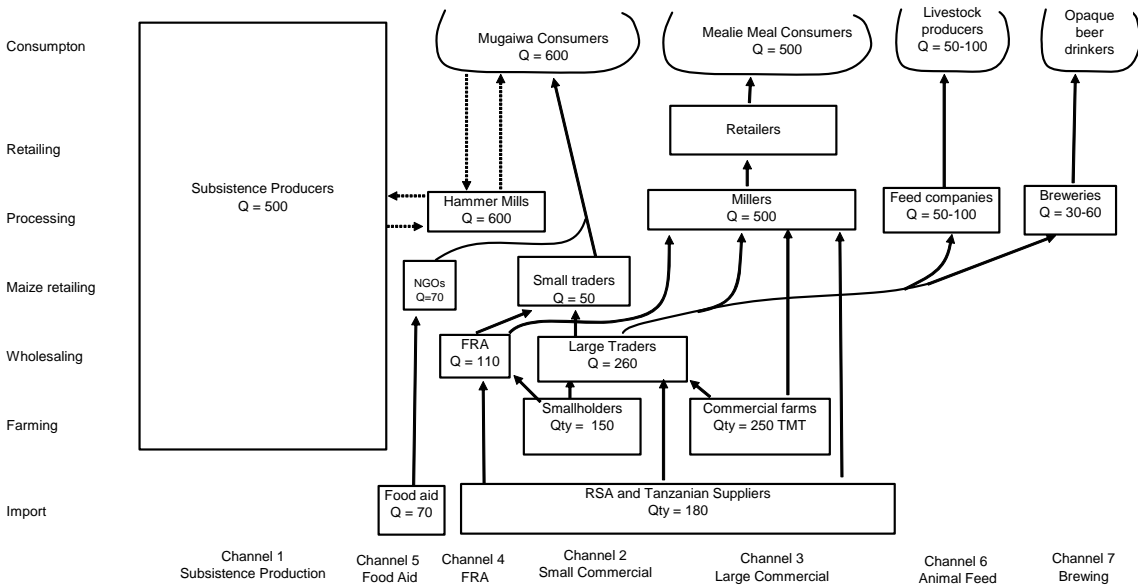 Consumpton
Mugaiwa Consumers
Q = 600
Mealie Meal Consumers
Q = 500
Livestock
producers
Q = 50-100
Opaque
beer
drinkers
Retailing
Retailers
Subsistence Producers
Q = 500
Processing
Hammer Mills
Q = 600
Millers
Q = 500
Feed companies
Q = 50-100
Breweries
Q = 30-60
Maize retailing
NGOs
Q=70
Small traders
Q = 50
Wholesaling
FRA
Q = 110
Large Traders
Q = 260
Farming
Smallholders
Qty = 150
Commercial farms
Qty = 250 TMT
Import
Food aid
Q = 70
RSA and Tanzanian Suppliers
Qty = 180
Channel 1
Subsistence Production
Channel 5
Food Aid
Channel 4
FRA
Channel 2
Small Commercial
Channel 3
Large Commercial
Channel 6
Animal Feed
Channel 7
Brewing